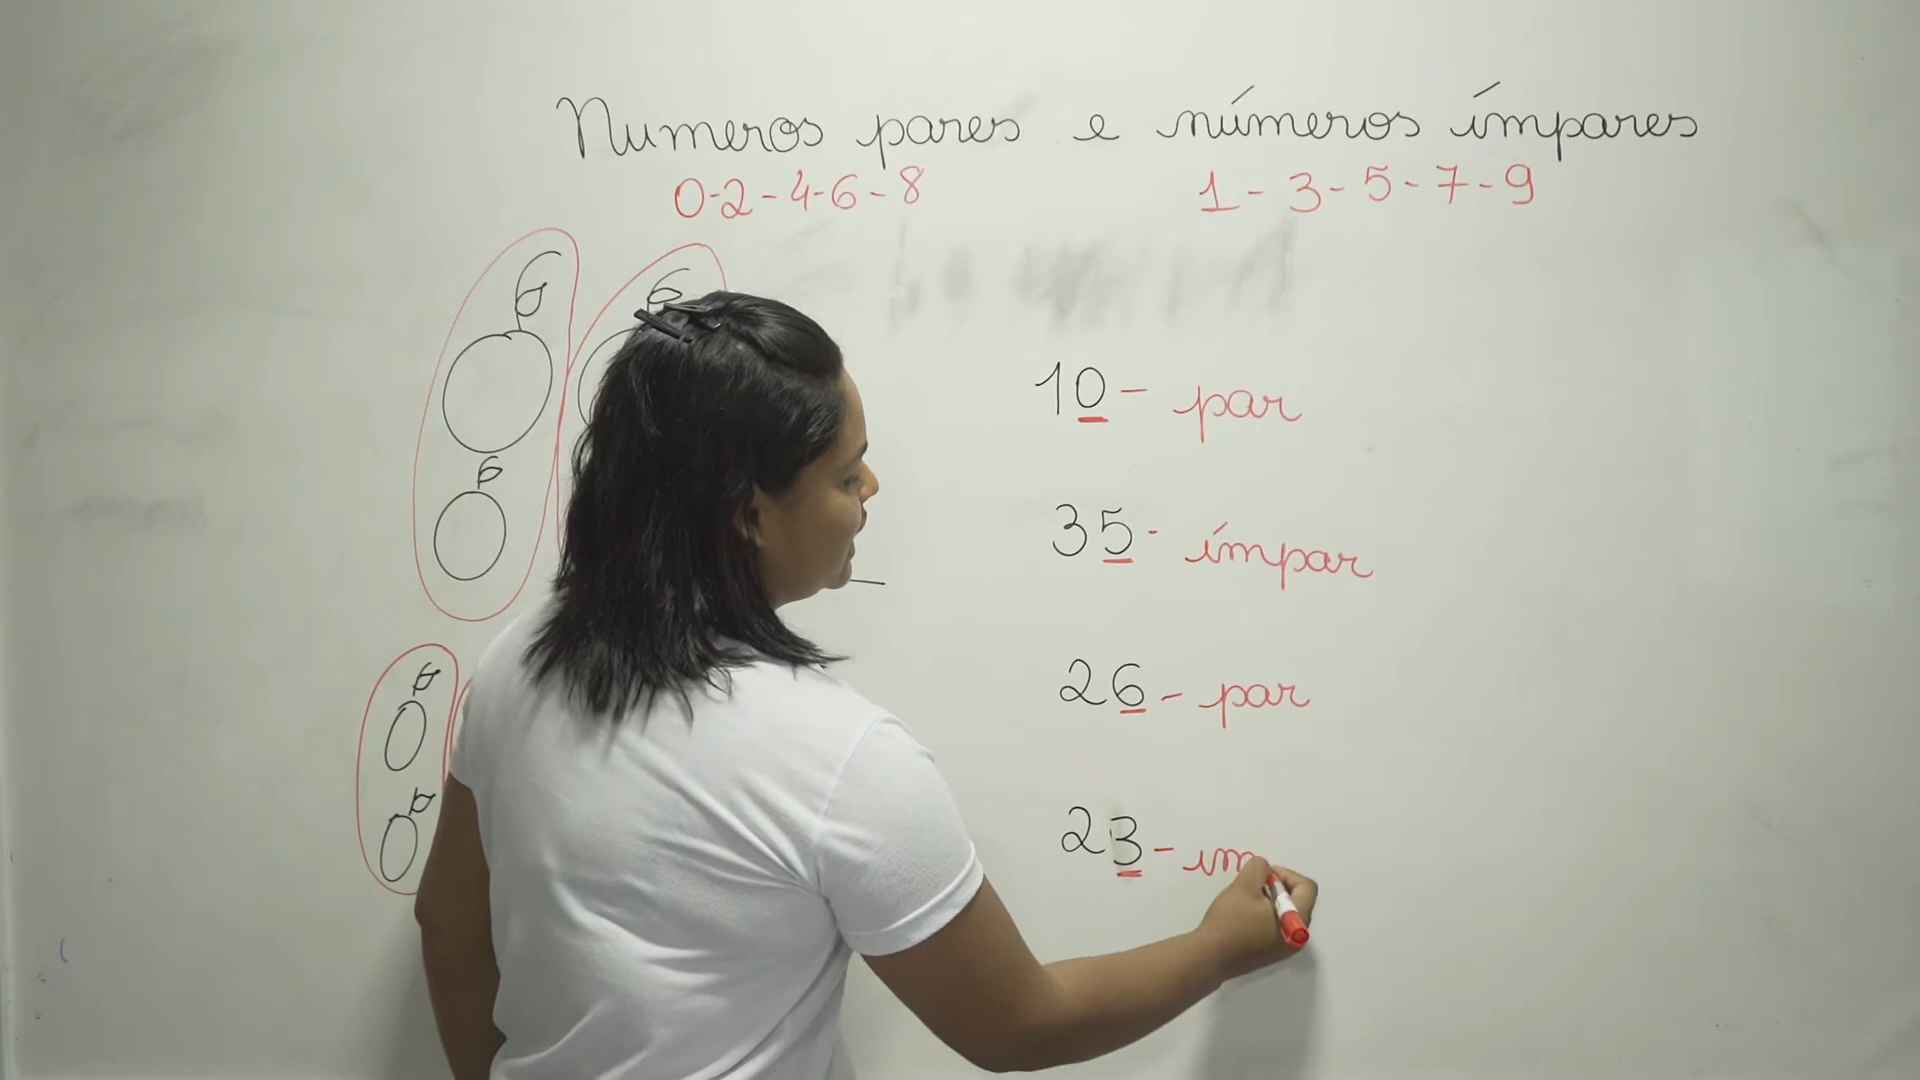 Numeros pares e números ímpares
0-2-4-6-8 1-3-5-7-9
10- par
35- ímpar
26- par
23- ím